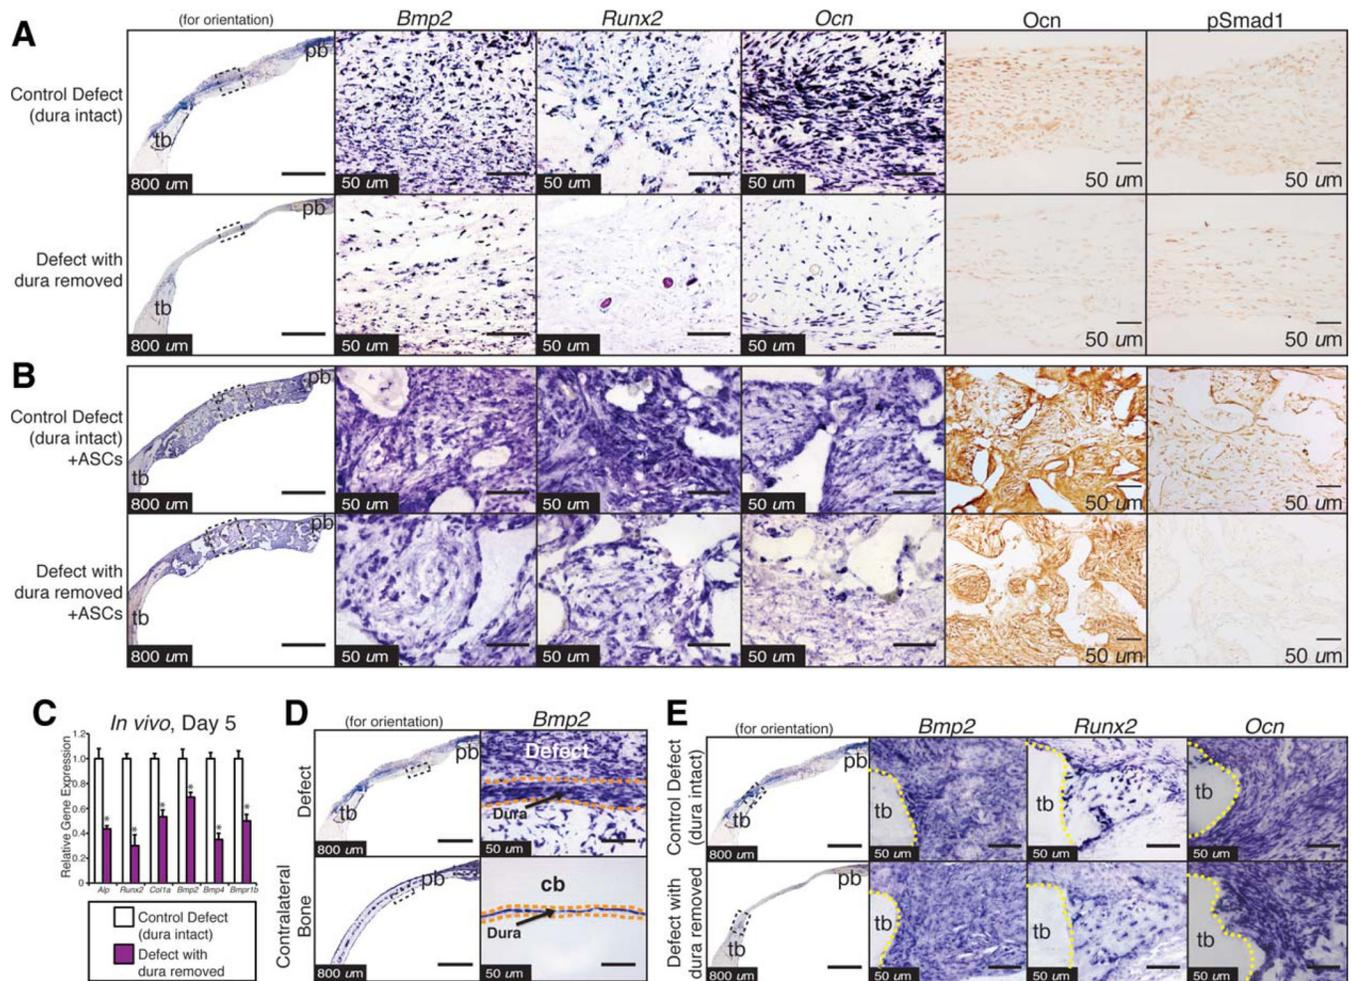 A
(for orientation)
Bmp2
Runx2
Ocn
Ocn
pSmad1
Control Defect
(dura intact)
pb
tb
800 um
50 um
50 um
50 um
50 um
50 um
Defect with
dura removed
pb
tb
800 um
50 um
50 um
50 um
50 um
50 um
B
Control Defect
(dura intact)
+ASCs
pb
tb
800 um
50 um
50 um
50 um
50 um
50 um
Defect with
dura removed
+ASCs
pb
tb
800 um
50 um
50 um
50 um
50 um
50 um
C
In vivo, Day 5
Relative Gene Expression
1.2
1.0
0.8
0.6
0.4
0.2
0
*
*
*
*
*
*
Alp
Runx2
Col1a
Bmp2
Bmp4
Bmpr1b
Control Defect
(dura intact)
Defect with
dura removed
D
(for orientation)
Bmp2
Defect
pb
tb
800 um
Defect
Dura
50 um
Contralateral
Bone
pb
800 um
cb
Dura
50 um
E
(for orientation)
Bmp2
Runx2
Ocn
Control Defect
(dura intact)
pb
tb
800 um
tb
50 um
tb
50 um
tb
50 um
Defect with
dura removed
pb
tb
800 um
tb
50 um
tb
50 um
tb
50 um